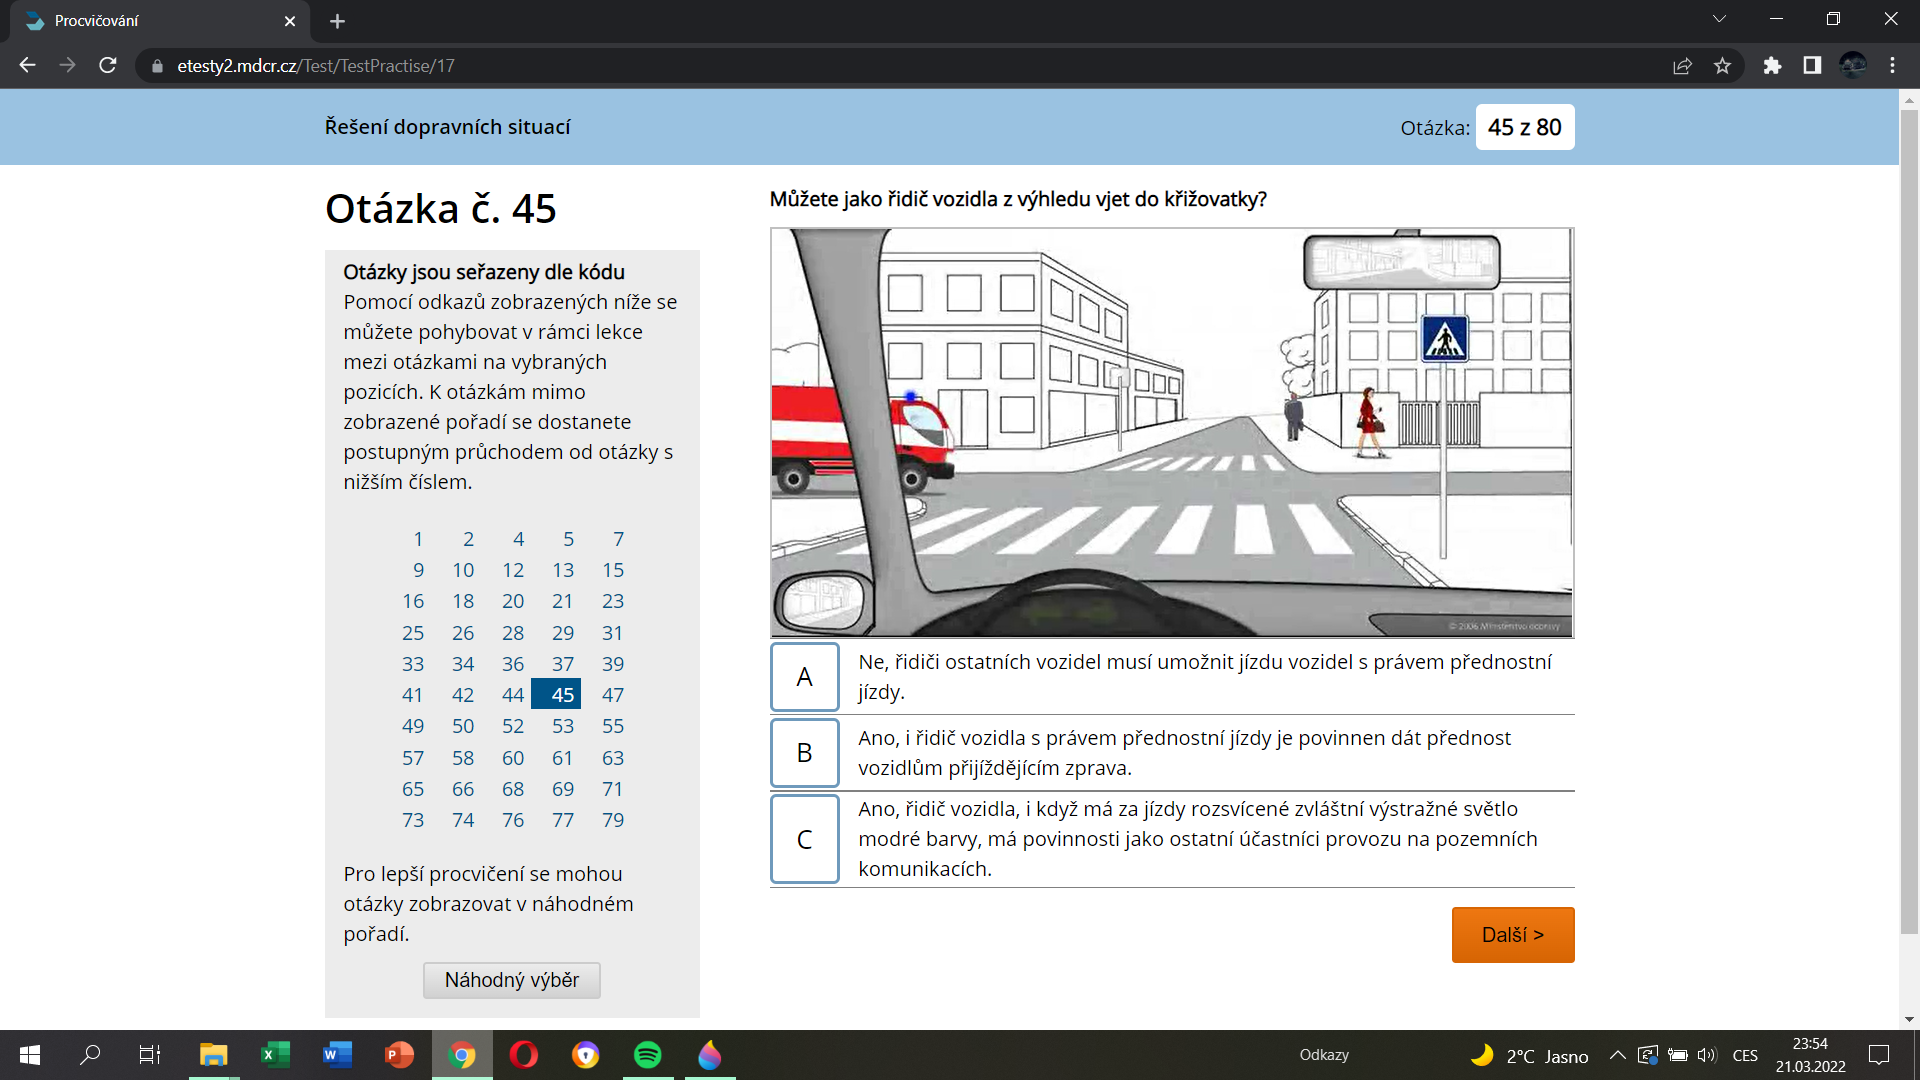 Procvičování
etesty2.mdcr.cz/Test/TestPractise/17
Řešení dopravních situací
Otázka: 45 z 80
Otázka č. 45
Otázky jsou seřazeny dle kódu
Pomocí odkazů zobrazených níže se
můžete pohybovat v rámci lekce
mezi otázkami na vybraných
pozicích. K otázkám mimo
zobrazené pořadí se dostanete
postupným průchodem od otázky s
nižším číslem.
1 2 4 5 7
9 10 12 13 15
16 18 20 21 23
25 26 28 29 31
33 34 36 37 39
41 42 44 45 47
49 50 52 53 55
57 58 60 61 63
65 66 68 69 71
73 74 76 77 79
Pro lepší procvičení se mohou
otázky zobrazovat v náhodném
pořadí.
Náhodný výběr
Můžete jako řidič vozidla z výhledu vjet do křižovatky?
© 2006 Ministerstvo dopravy
A
Ne, řidiči ostatních vozidel musí umožnit jízdu vozidel s právem přednostní
jízdy.
B
Ano, i řidič vozidla s právem přednostní jízdy je povinnen dát přednost
vozidlům přijíždějícím zprava.
C
Ano, řidič vozidla, i když má za jízdy rozsvícené zvláštní výstražné světlo
modré barvy, má povinnosti jako ostatní účastníci provozu na pozemních
komunikacích.
Další >
Odkazy
2°C Jasno
CES
23:54
21.03.2022